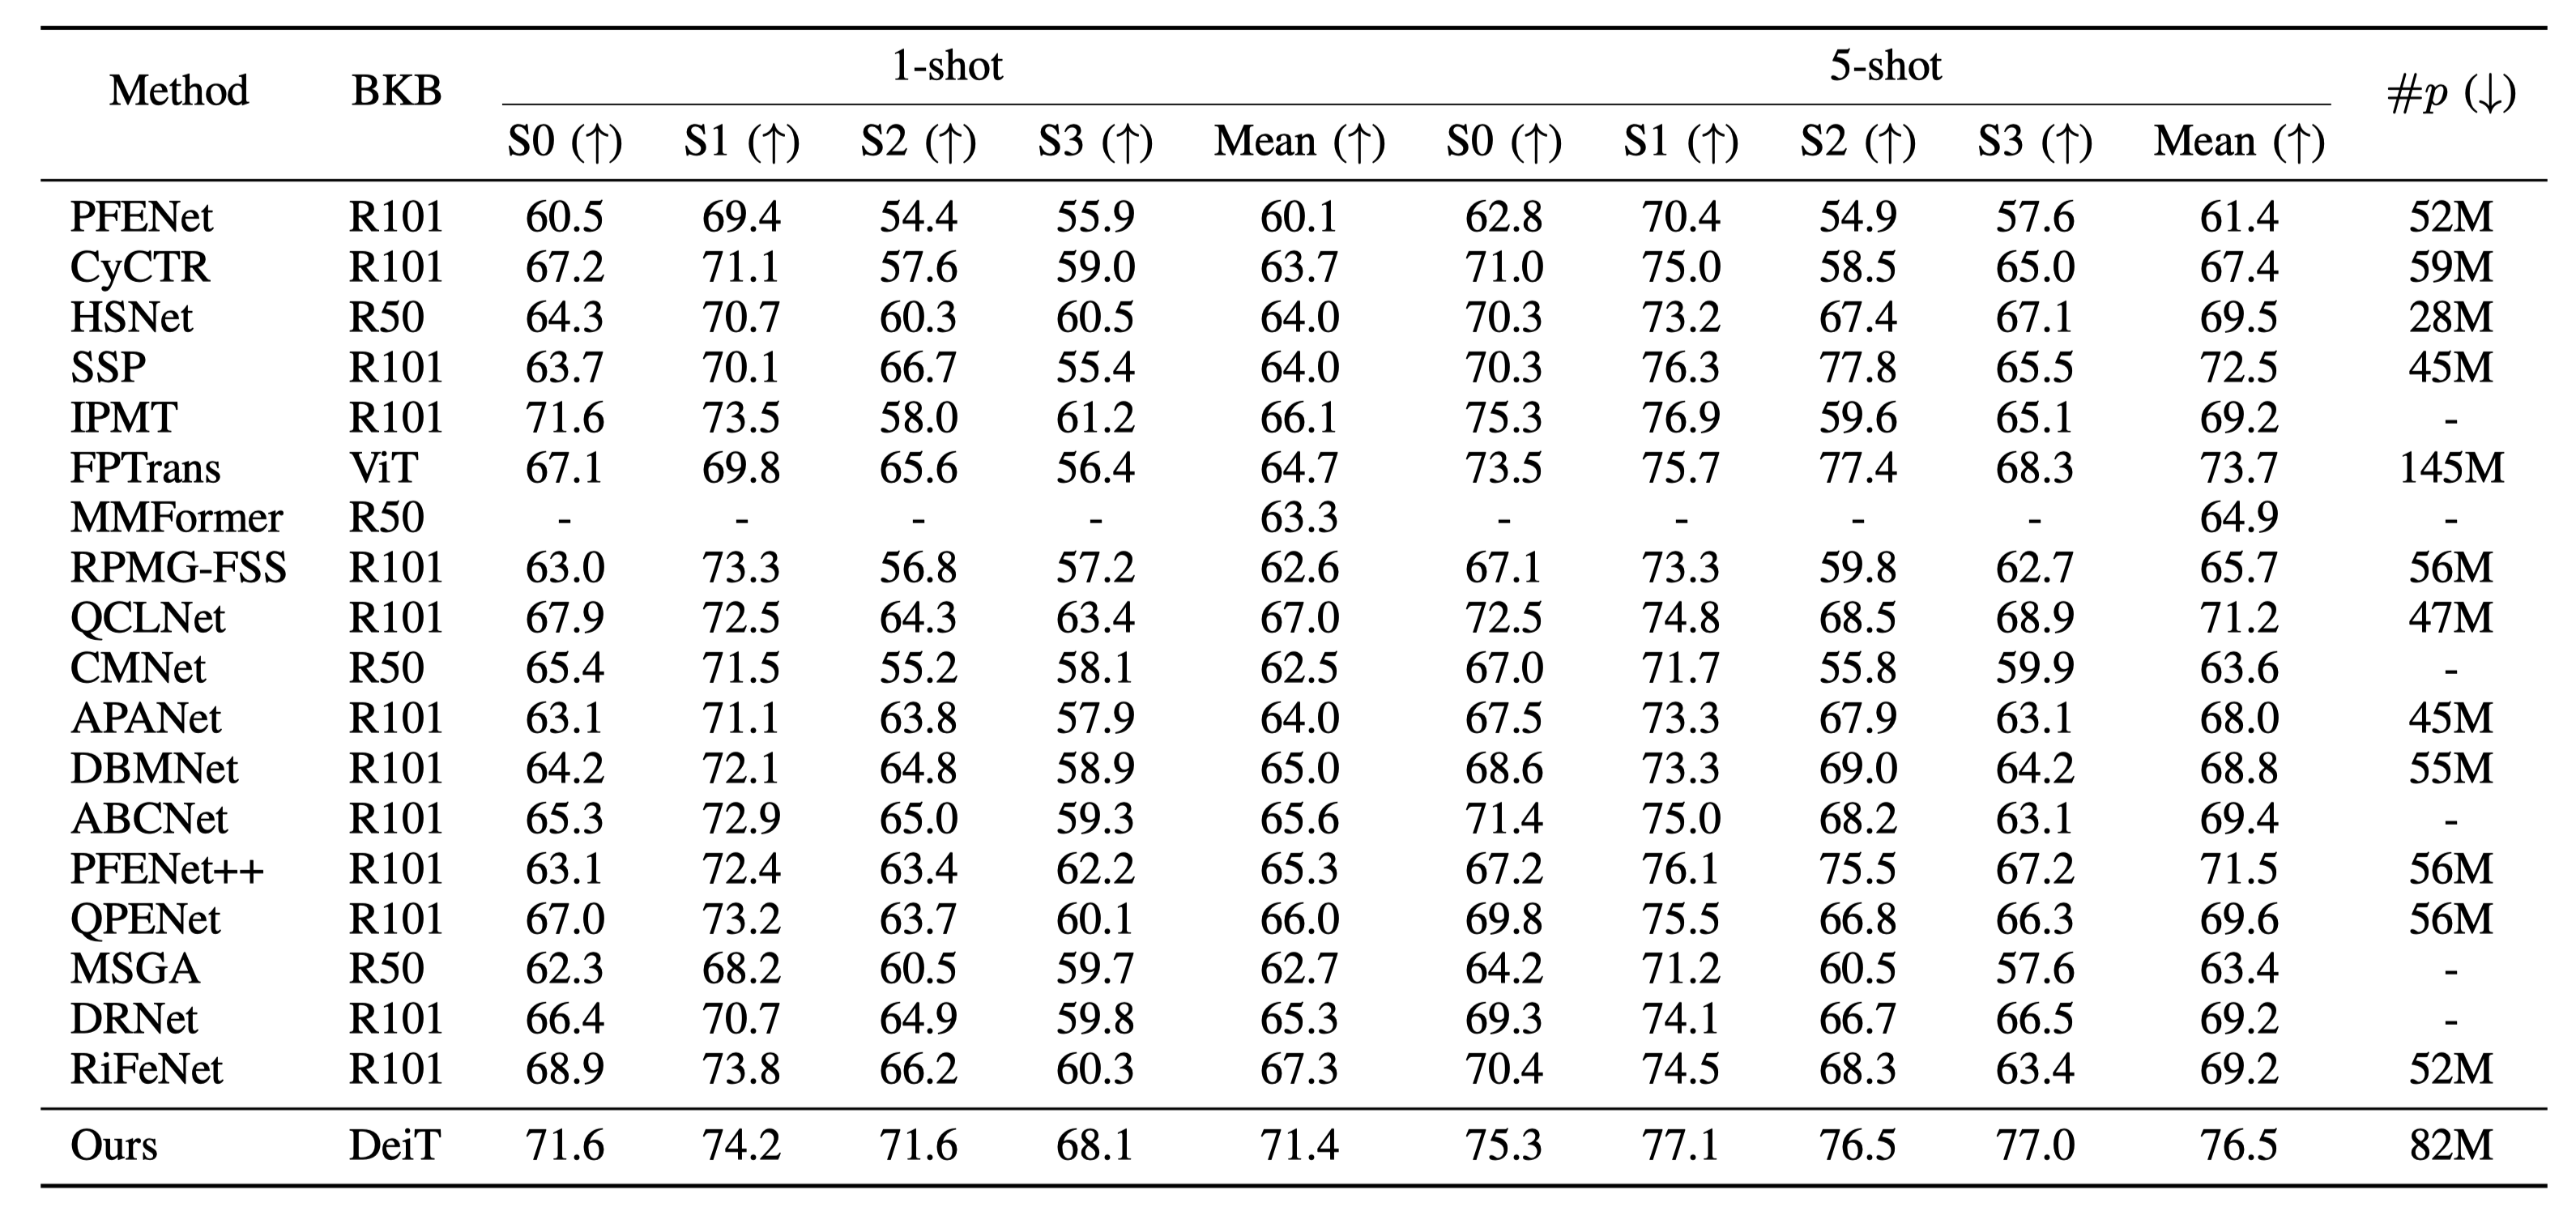 Method BKB 1-shot 5-shot #p (↓)
S0 (↑) S1 (↑) S2 (↑) S3 (↑) Mean (↑) S0 (↑) S1 (↑) S2 (↑) S3 (↑) Mean (↑)
PFENet R101 60.5 69.4 54.4 55.9 60.1 62.8 70.4 54.9 57.6 61.4 52M
CyCTR R101 67.2 71.1 57.6 59.0 63.7 71.0 75.0 58.5 65.0 67.4 59M
HSNet R50 64.3 70.7 60.3 60.5 64.0 70.3 73.2 67.4 67.1 69.5 28M
SSP R101 63.7 70.1 66.7 55.4 64.0 70.3 76.3 77.8 65.5 72.5 45M
IPMT R101 71.6 73.5 58.0 61.2 66.1 75.3 76.9 59.6 65.1 69.2 -
FPTrans ViT 67.1 69.8 65.6 56.4 64.7 73.5 75.7 77.4 68.3 73.7 145M
MMFormer R50 - - - - 63.3 - - - - 64.9 -
RPMG-FSS R101 63.0 73.3 56.8 57.2 62.6 67.1 73.3 59.8 62.7 65.7 56M
QCLNet R101 67.9 72.5 64.3 63.4 67.0 72.5 74.8 68.5 68.9 71.2 47M
CMNet R50 65.4 71.5 55.2 58.1 62.5 67.0 71.7 55.8 59.9 63.6 -
APANet R101 63.1 71.1 63.8 57.9 64.0 67.5 73.3 67.9 63.1 68.0 45M
DBMNet R101 64.2 72.1 64.8 58.9 65.0 68.6 73.3 69.0 64.2 68.8 55M
ABCNet R101 65.3 72.9 65.0 59.3 65.6 71.4 75.0 68.2 63.1 69.4 -
PFENet++ R101 63.1 72.4 63.4 62.2 65.3 67.2 76.1 75.5 67.2 71.5 56M
QPENet R101 67.0 73.2 63.7 60.1 66.0 69.8 75.5 66.8 66.3 69.6 56M
MSGA R50 62.3 68.2 60.5 59.7 62.7 64.2 71.2 60.5 57.6 63.4 -
DRNet R101 66.4 70.7 64.9 59.8 65.3 69.3 74.1 66.7 66.5 69.2 -
RiFeNet R101 68.9 73.8 66.2 60.3 67.3 70.4 74.5 68.3 63.4 69.2 52M
Ours DeiT 71.6 74.2 71.6 68.1 71.4 75.3 77.1 76.5 77.0 76.5 82M